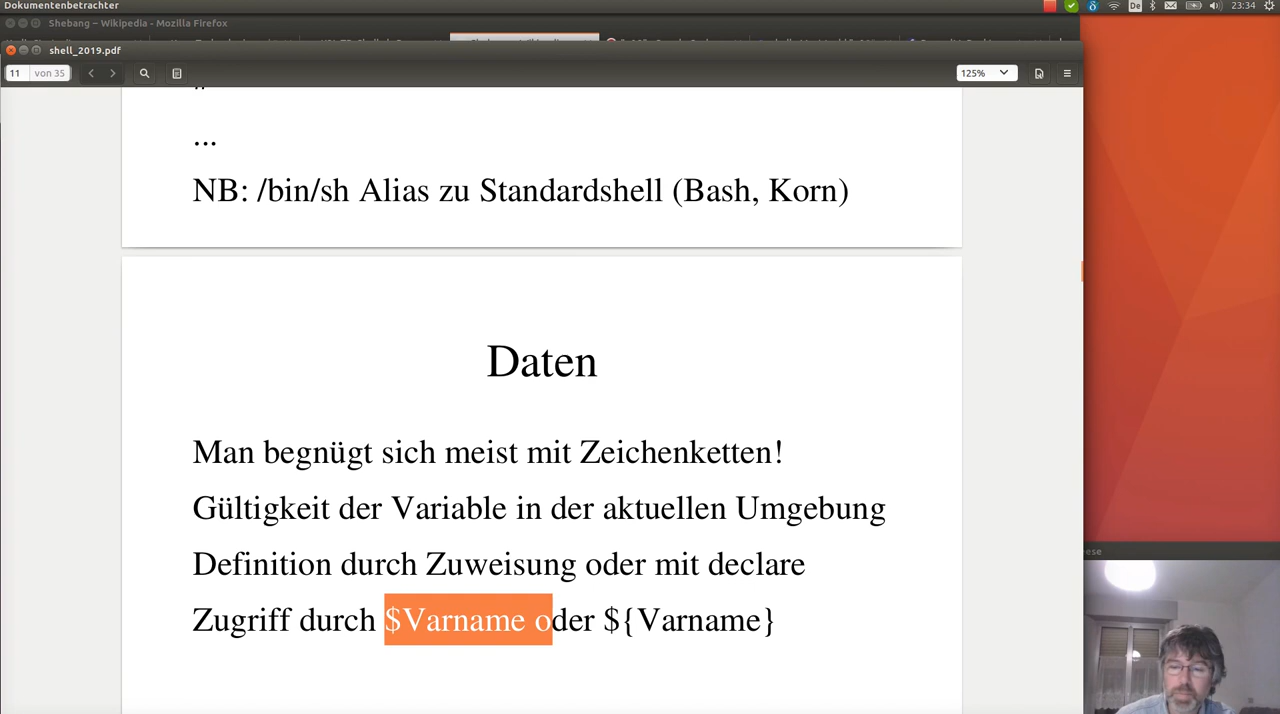 Dokumentenbetrachter
De
23:34
Shebang – Wikipedia - Mozilla Firefox
shell_2019.pdf
11 von 35
125%
...
NB: /bin/sh Alias zu Standardshell (Bash, Korn)
Daten
Man begnügt sich meist mit Zeichenketten!
Gültigkeit der Variable in der aktuellen Umgebung
Definition durch Zuweisung oder mit declare
Zugriff durch $Varname oder ${Varname}